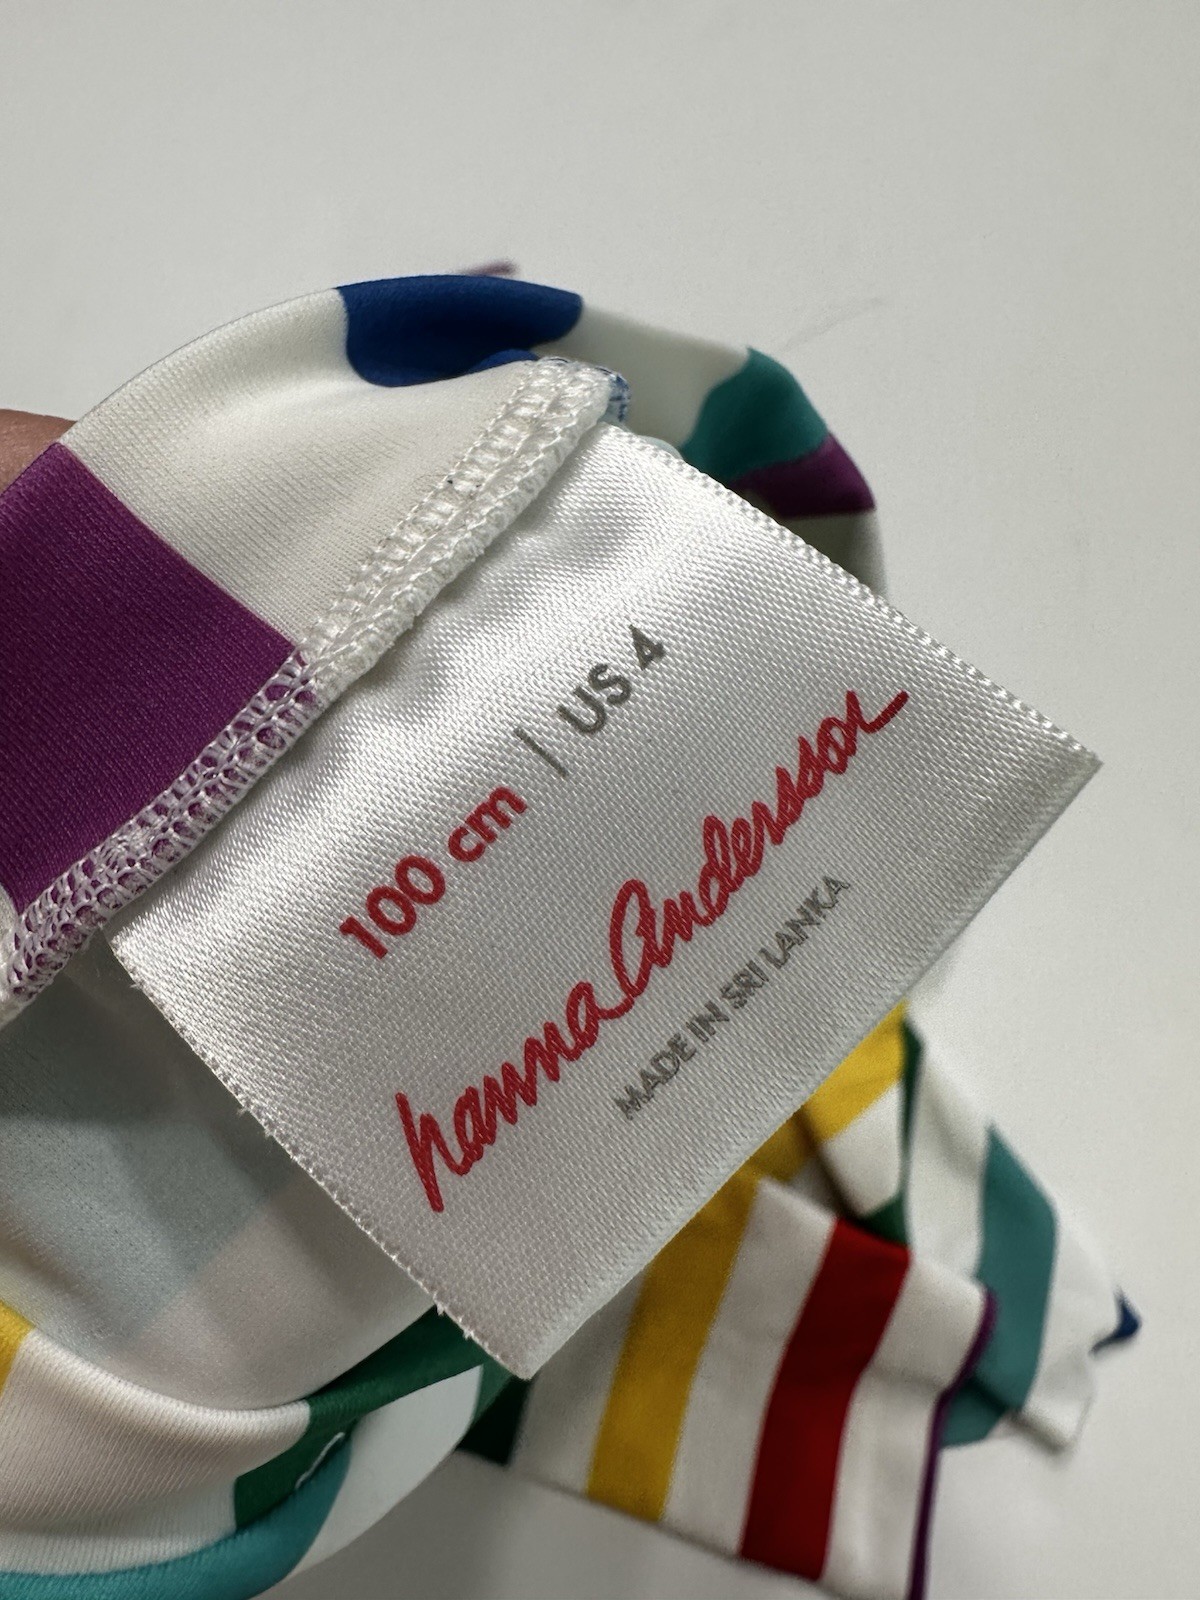 100 cm | US 4
hanna andersson
MADE IN SRI LANKA